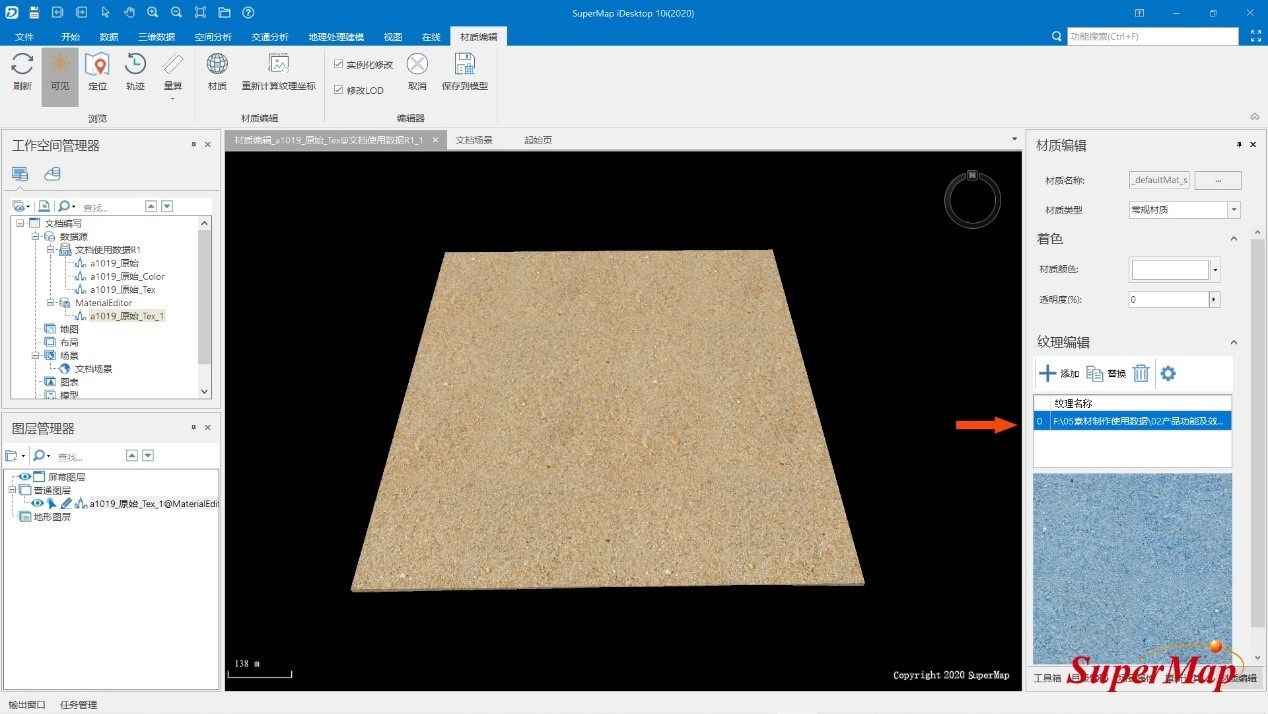 SuperMap iDesktop 10i(2020)
文件 开始 数据 三维数据 空间分析 交通分析 地理处理建模 视图 在线 材质编辑
功能搜索(Ctrl+F)
刷新 可见 定位 轨迹 量算 材质 重新计算纹理坐标 实例化修改 修改LOD 取消 保存到模型
浏览 材质编辑 编辑器
工作空间管理器
查找...
文档编写
数据源
文档使用数据R1
a1019_原始
a1019_原始_Color
a1019_原始_Tex
MaterialEditor
a1019_原始_Tex_1
地图
布局
场景
文档场景
图表
模型
图层管理器
查找...
屏幕图层
普通图层
a1019_原始_Tex_1@MaterialEdit
地形图层
材质编辑_a1019_原始_Tex@文档使用数据R1_1 文档场景 起始页
N
138 m
Copyright 2020 SuperMap
材质编辑
材质名称: _defaultMat_s ...
材质类型 常规材质
着色
材质颜色:
透明度(%): 0
纹理编辑
添加 替换
纹理名称
0 F:\05素材制作使用数据\02产品功能及效...
工具箱
编辑
SuperMap
输出窗口 任务管理